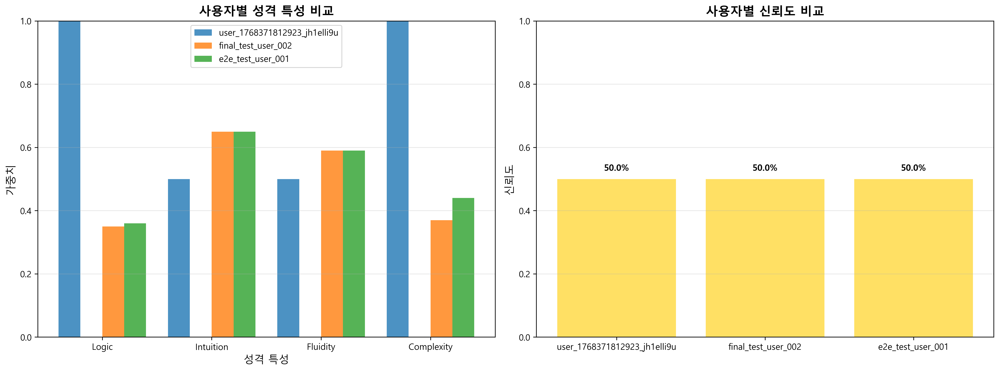 사용자별 성격 특성 비교
1.0
0.8
0.6
0.4
0.2
0.0
가중치
user_1768371812923_jh1elli9u
final_test_user_002
e2e_test_user_001
Logic Intuition Fluidity Complexity
성격 특성
사용자별 신뢰도 비교
1.0
0.8
0.6
0.4
0.2
0.0
신뢰도
50.0% 50.0% 50.0%
user_1768371812923_jh1elli9u final_test_user_002 e2e_test_user_001